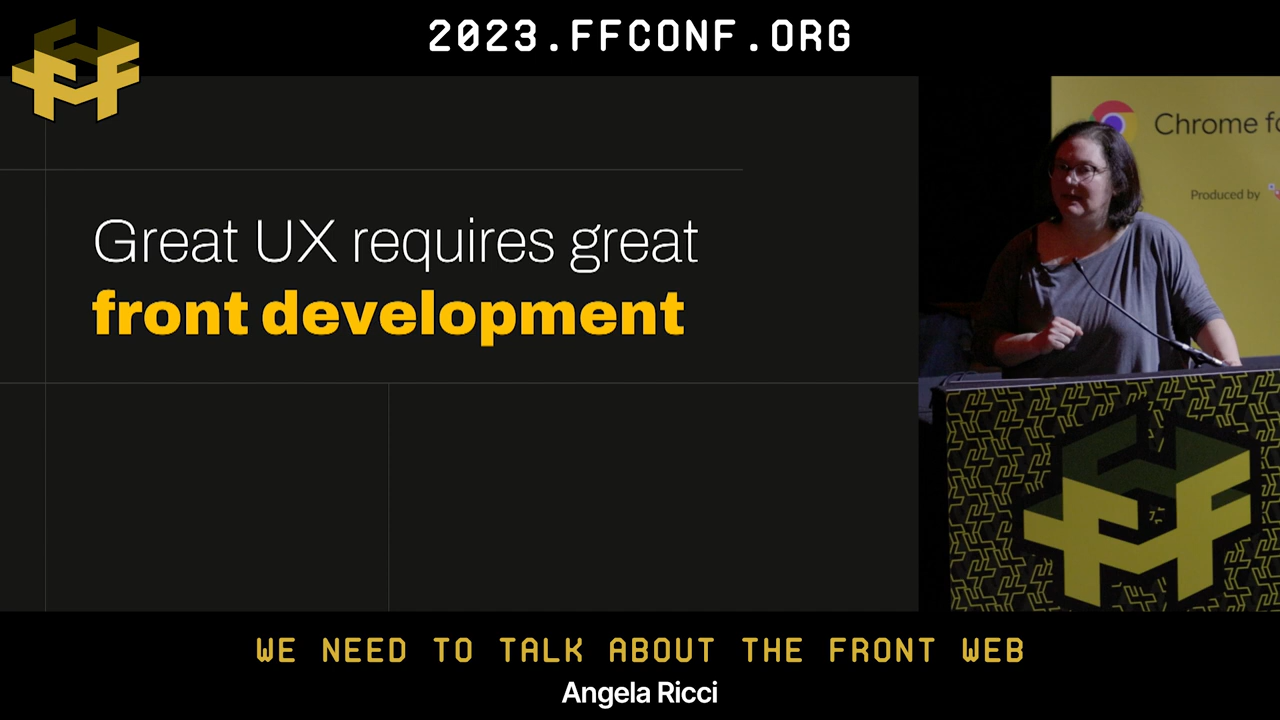 2023.FFCONF.ORG
Great UX requires great
front development
Chrome fo
Produced by
WE NEED TO TALK ABOUT THE FRONT WEB
Angela Ricci